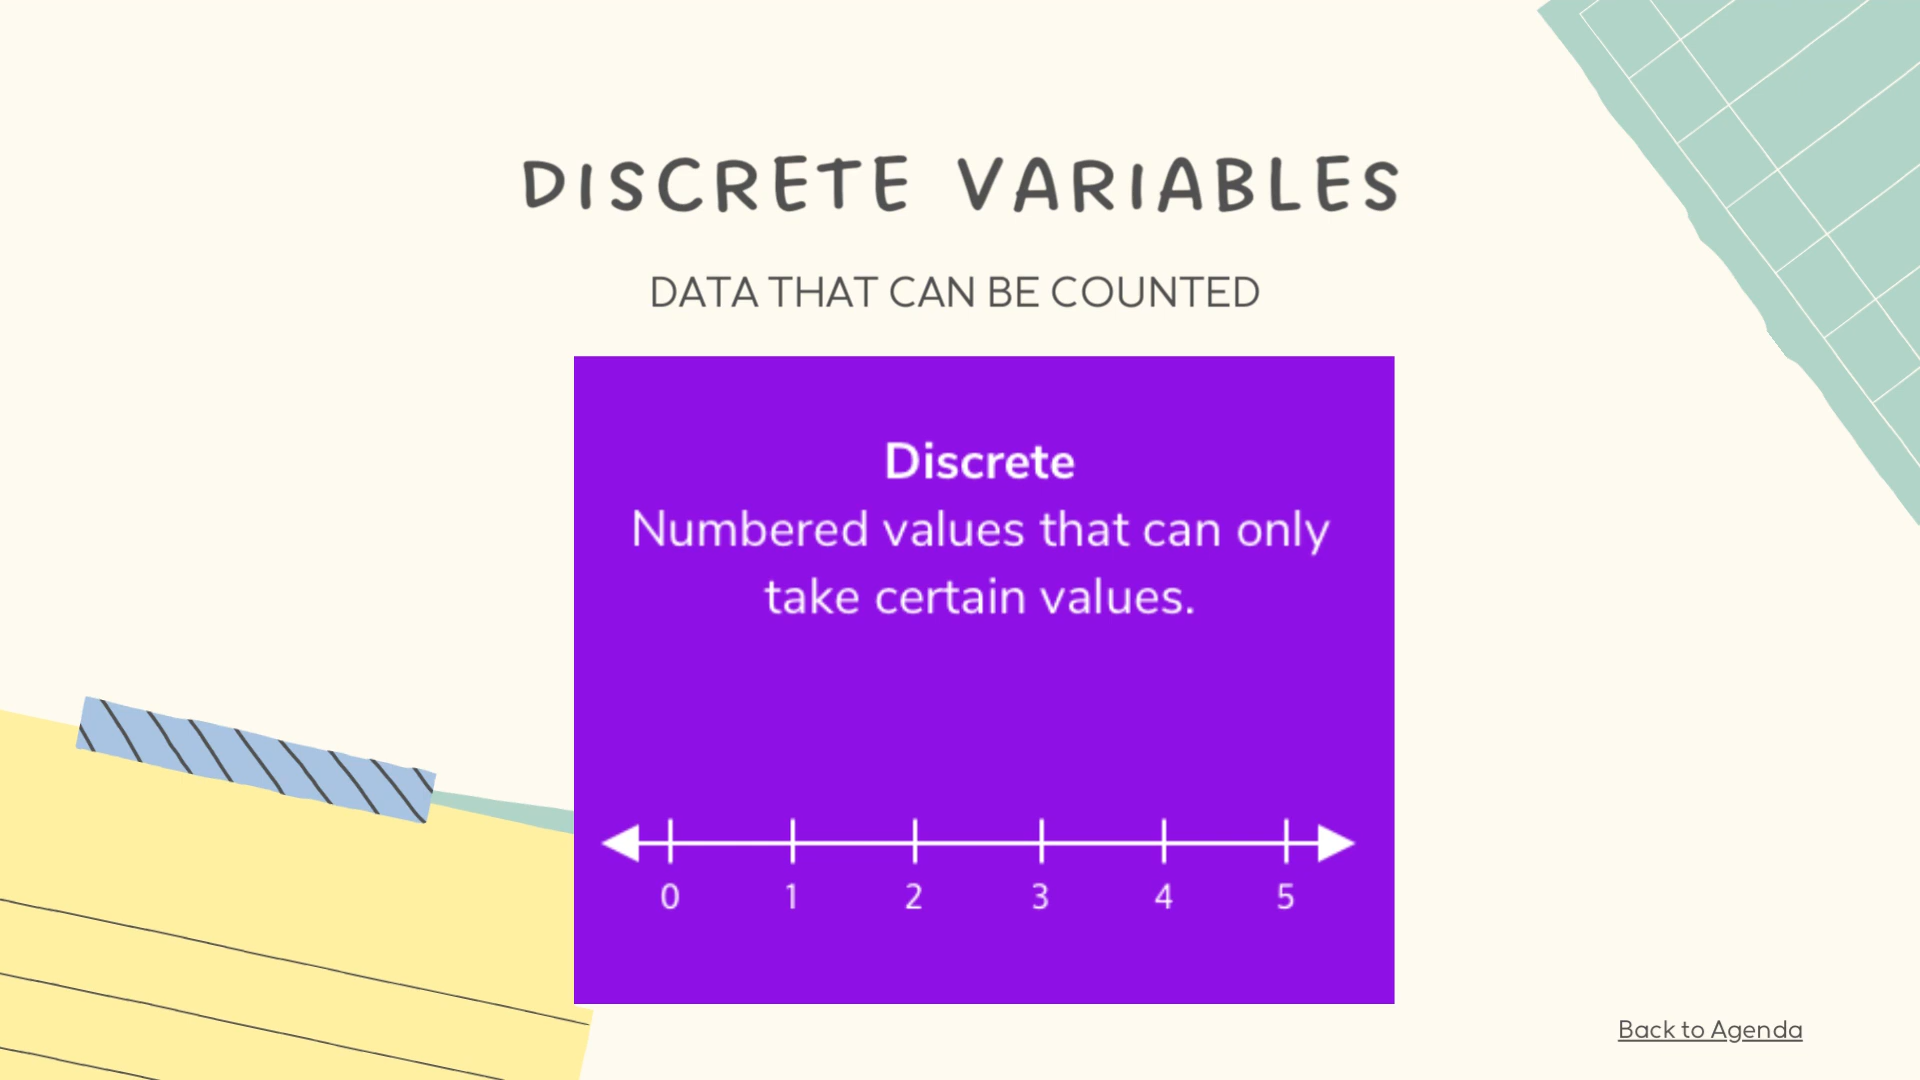 DISCRETE VARIABLES
DATA THAT CAN BE COUNTED
Discrete
Numbered values that can only
take certain values.
0 1 2 3 4 5
Back to Agenda